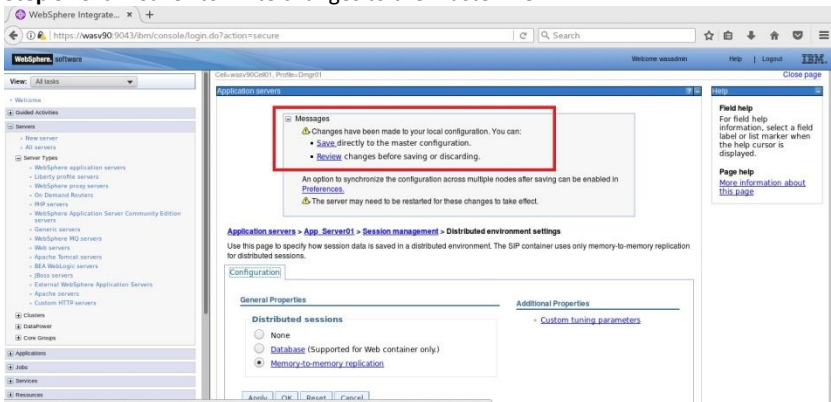 WebSphere Integrate... × +
https://wasv90:9043/ibm/console/login.do?action=secure
Search
WebSphere. software
Welcome wasadmin
Help | Logout
IBM.
View: All tasks
Cell=wasv90Cell01, Profile=Dmgr01
Close page
Welcome
Guided Activities
Servers
New server
All servers
Server Types
WebSphere application servers
Liberty profile servers
WebSphere proxy servers
On Demand Routers
PHP servers
WebSphere Application Server Community Edition
servers
Generic servers
WebSphere MQ servers
Web servers
Apache Tomcat servers
BEA WebLogic servers
JBoss servers
External WebSphere Application Servers
Apache servers
Custom HTTP servers
Clusters
DataPower
Core Groups
Applications
Jobs
Services
Resources
Application servers
Messages
Changes have been made to your local configuration. You can:
Save directly to the master configuration.
Review changes before saving or discarding.
An option to synchronize the configuration across multiple nodes after saving can be enabled in
Preferences.
The server may need to be restarted for these changes to take effect.
Application servers > App_Server01 > Session management > Distributed environment settings
Use this page to specify how session data is saved in a distributed environment. The SIP container uses only memory-to-memory replication
for distributed sessions.
Configuration
General Properties
Distributed sessions
None
Database (Supported for Web container only.)
Memory-to-memory replication
Apply OK Reset Cancel
Additional Properties
Custom tuning parameters
Help
Field help
For field help
information, select a field
label or list marker when
the help cursor is
displayed.
Page help
More information about
this page